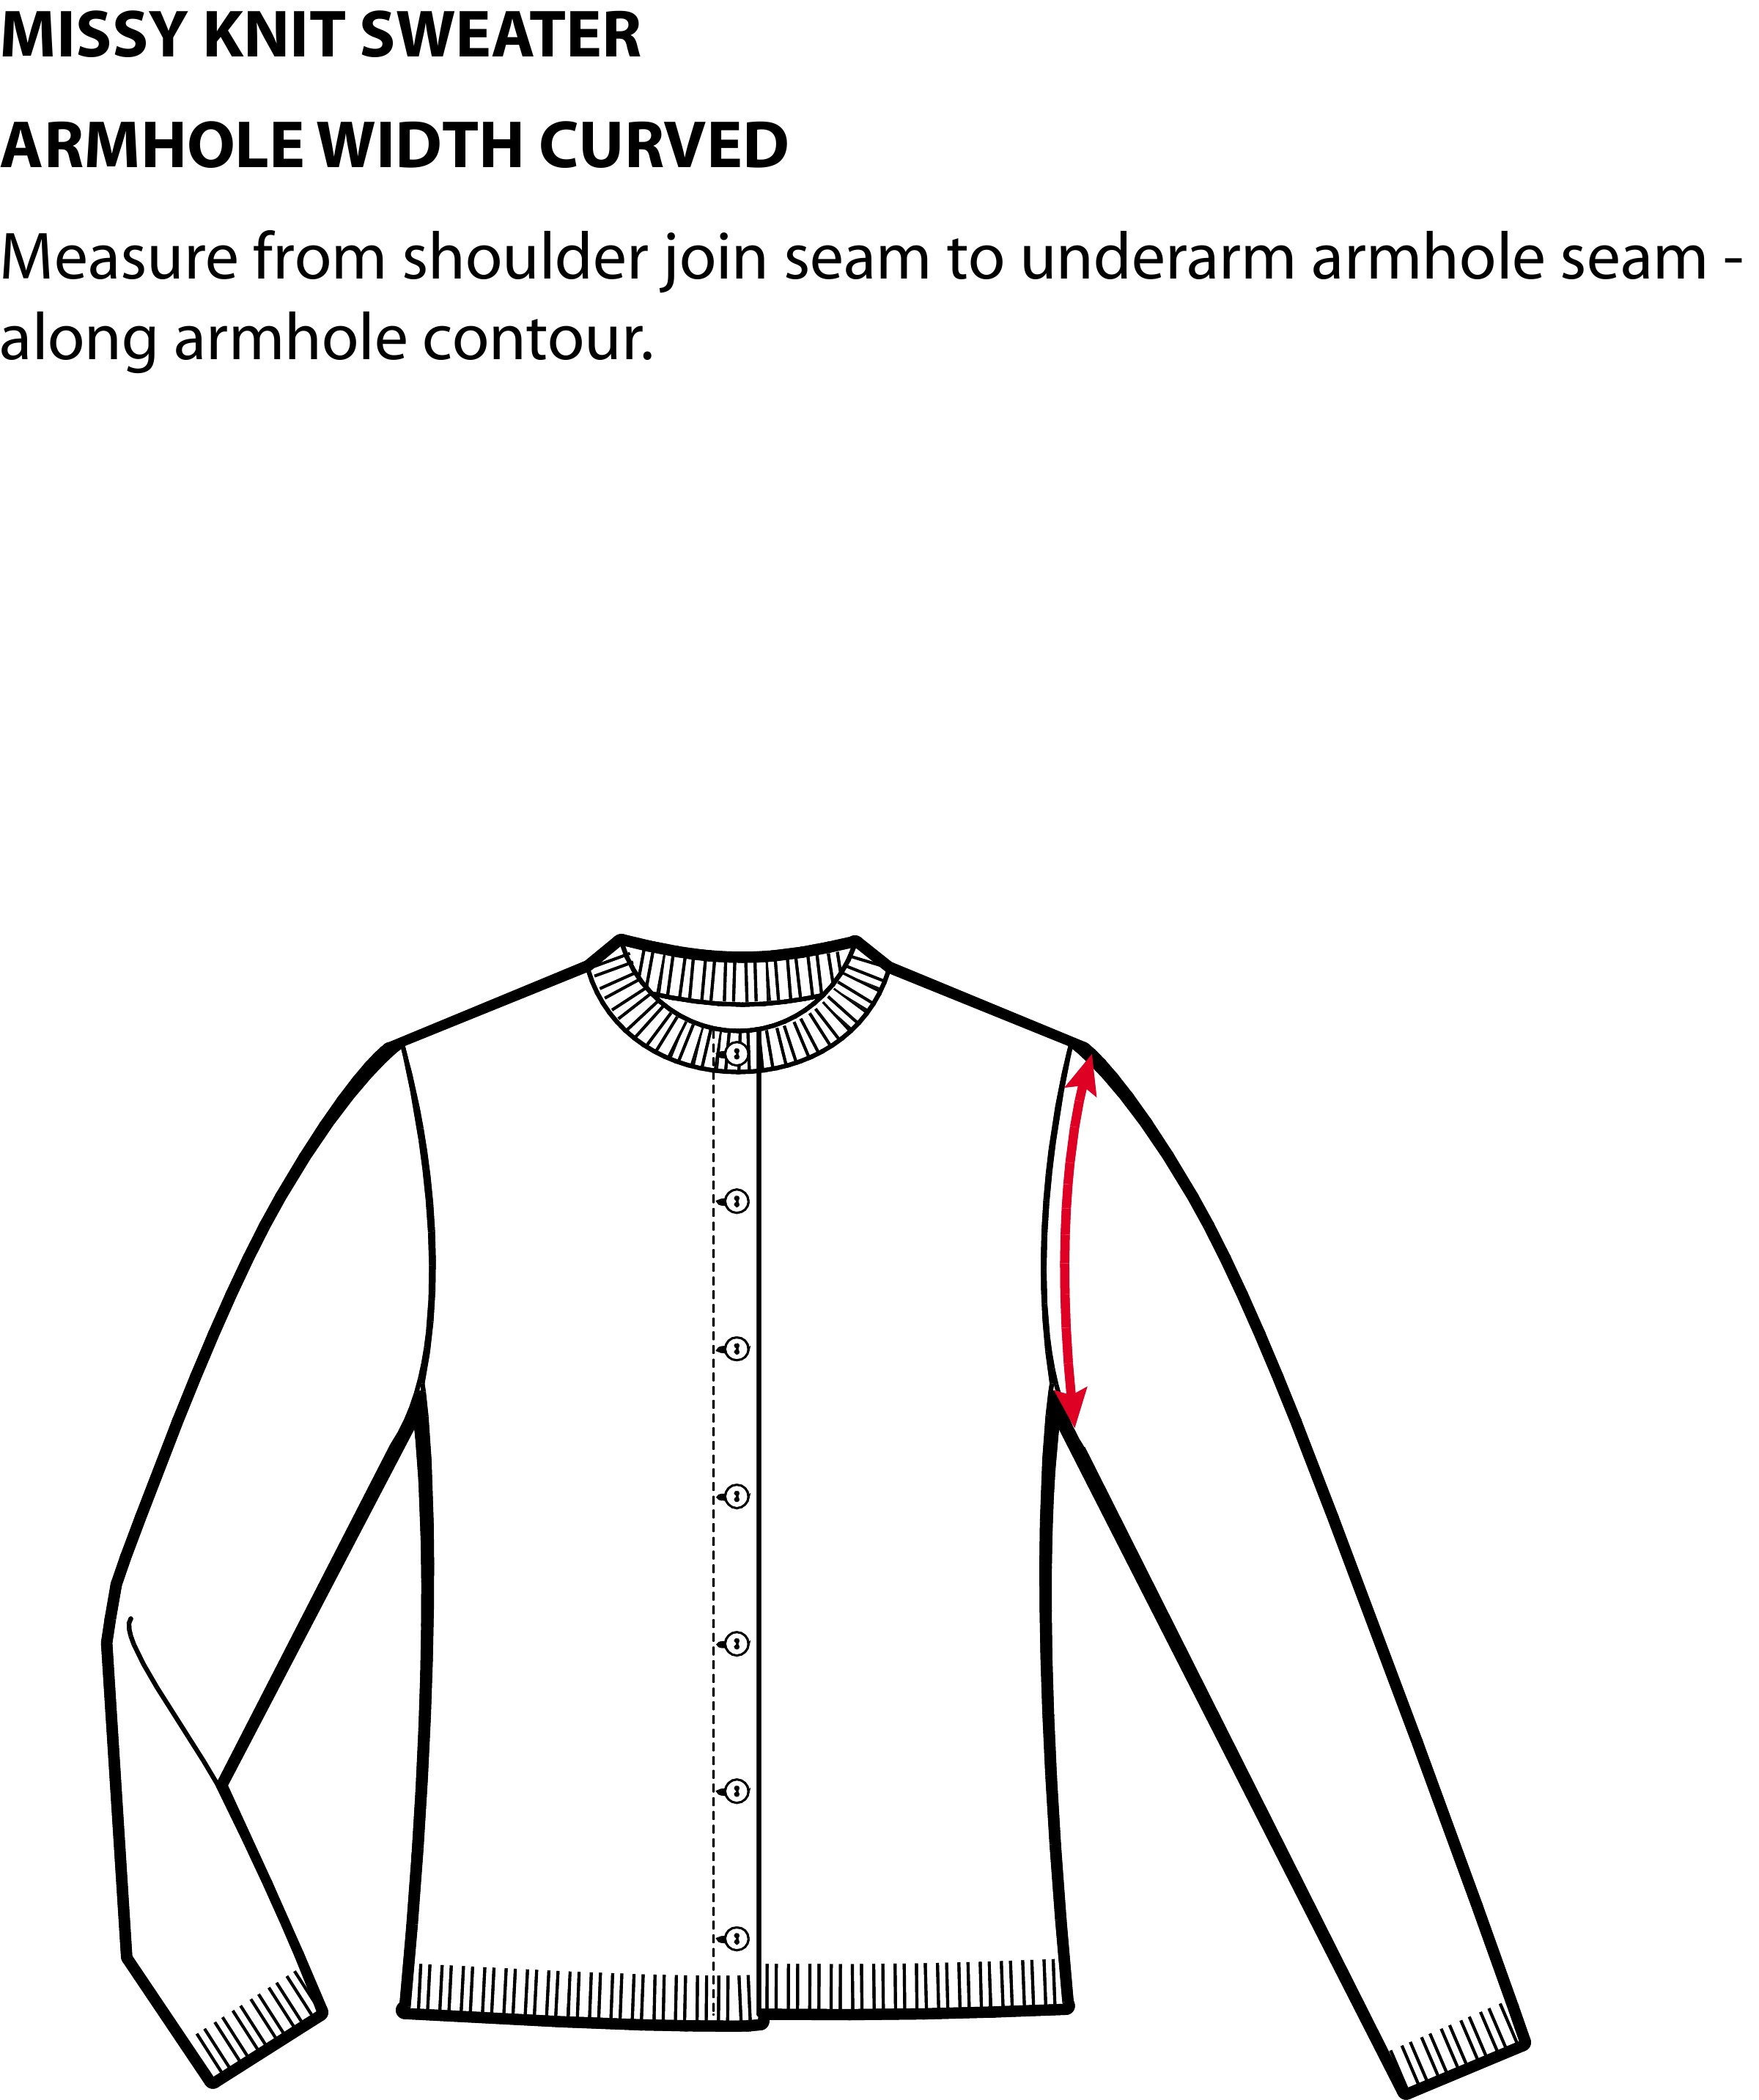 MISSY KNIT SWEATER
ARMHOLE WIDTH CURVED
Measure from shoulder join seam to underarm armhole seam -
along armhole contour.